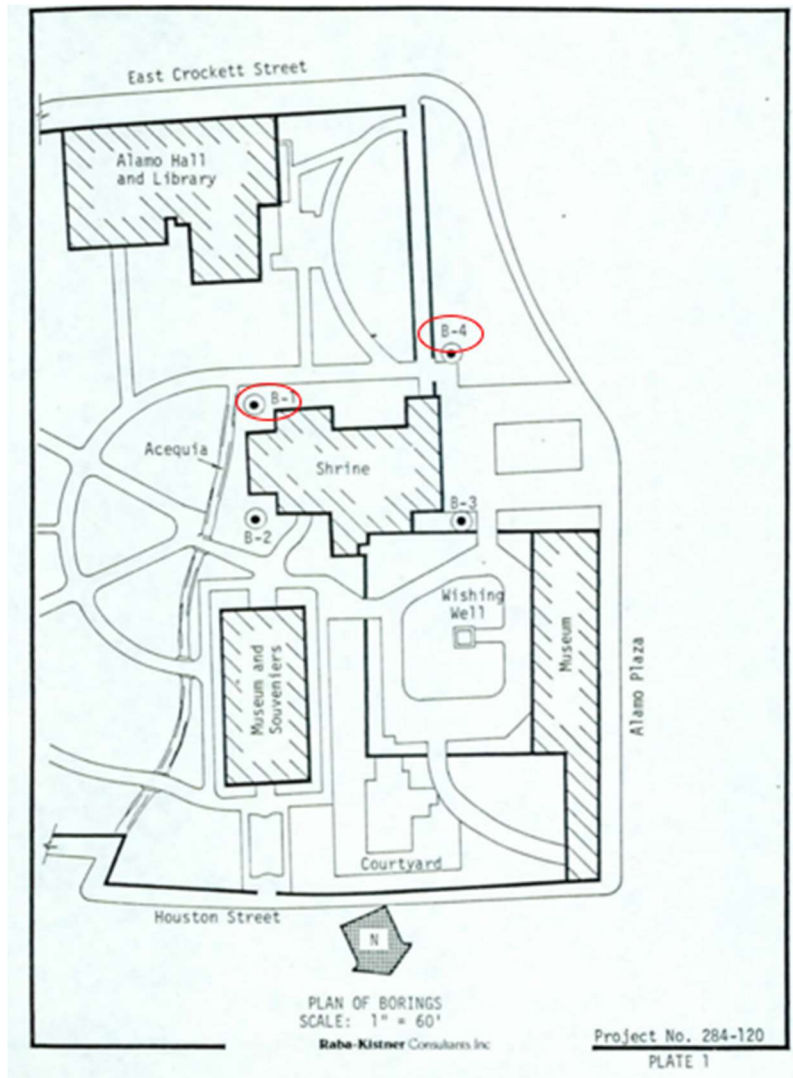 East Crockett Street
Alamo Hall
and Library
B-4
B-1
Acequia
Shrine
B-3
B-2
Wishing
Well
Museum
Museum and
Souveniers
Alamo Plaza
Courtyard
Houston Street
N
PLAN OF BORINGS
SCALE: 1" = 60'
Raba-Kistner Consultants Inc
Project No. 284-120
PLATE 1